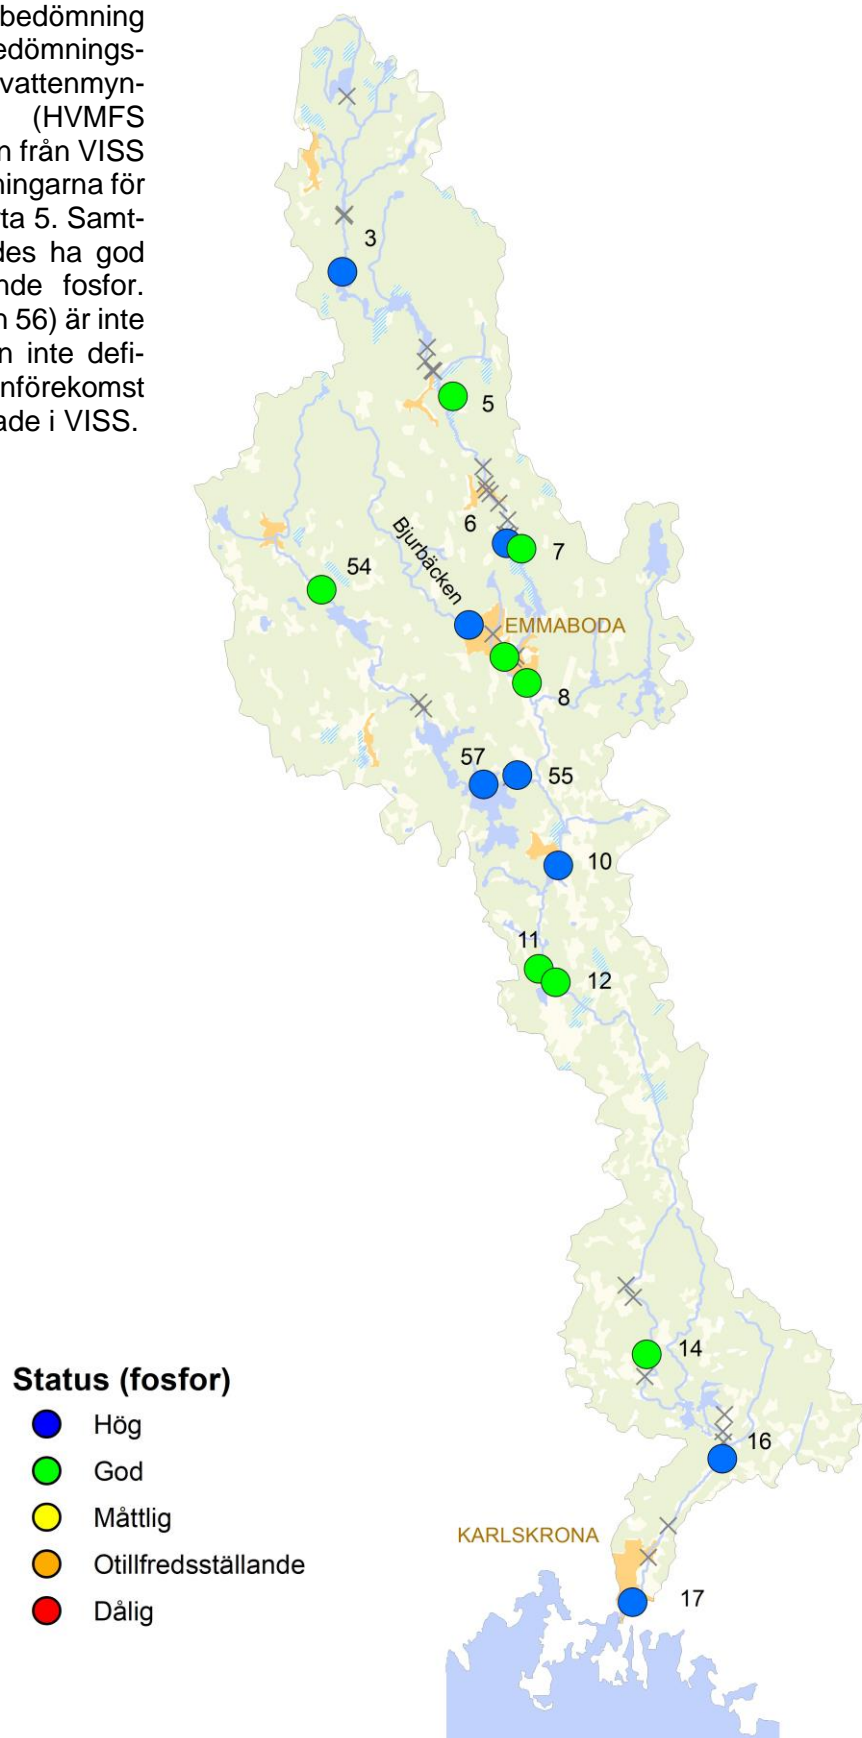 bedömning
edömnings-
vattenmyn-
(HVMFS
n från VISS
ningarna för
ta 5. Samt-
des ha god
nde fosfor.
n 56) är inte
n inte defi-
nförekomst
ade i VISS.
3
5
6
7
Bjurbäcken
54
EMMABODA
8
57
55
10
11
12
14
16
KARLSKRONA
17
Status (fosfor)
Hög
God
Måttlig
Otillfredsställande
Dålig